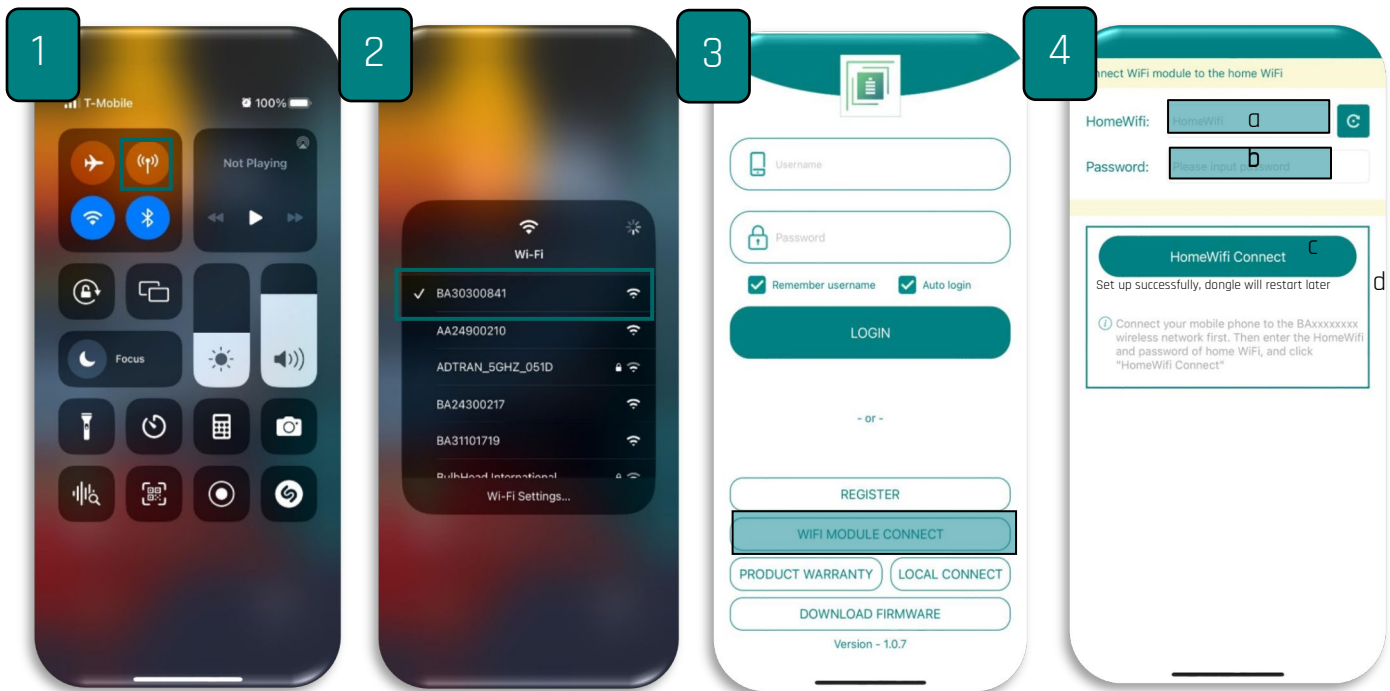 1
T-Mobile
100%
Not Playing
Focus
2
Wi-Fi
BA30300841
AA24900210
ADTRAN_5GHZ_051D
BA24300217
BA31101719
BulbHead International
Wi-Fi Settings...
3
Username
Password
Remember username
Auto login
LOGIN
- or -
REGISTER
WIFI MODULE CONNECT
PRODUCT WARRANTY
LOCAL CONNECT
DOWNLOAD FIRMWARE
Version - 1.0.7
4
nnect WiFi module to the home WiFi
HomeWifi:
HomeWifi
a
Password:
Please input password
b
HomeWifi Connect
c
Set up successfully, dongle will restart later
d
Connect your mobile phone to the BAxxxxxxxx
wireless network first. Then enter the HomeWifi
and password of home WiFi, and click
"HomeWifi Connect"